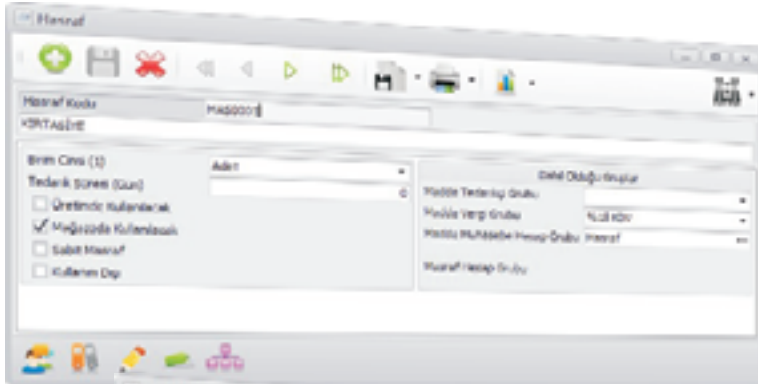 Masraf
Masraf Kodu MAS0001
KIRTASİYE
Birim Cinsi (1) Adet
Tedarik Süresi (Gün) 0
Üretimde Kullanılacak
Mağazada Kullanılacak
Sabit Masraf
Kullanım Dışı
Dahil Olduğu Gruplar
Madde Tedarikçi Grubu
Madde Vergi Grubu
Madde Muhasebe Hesap Grubu Masraf
Masraf Hesap Grubu